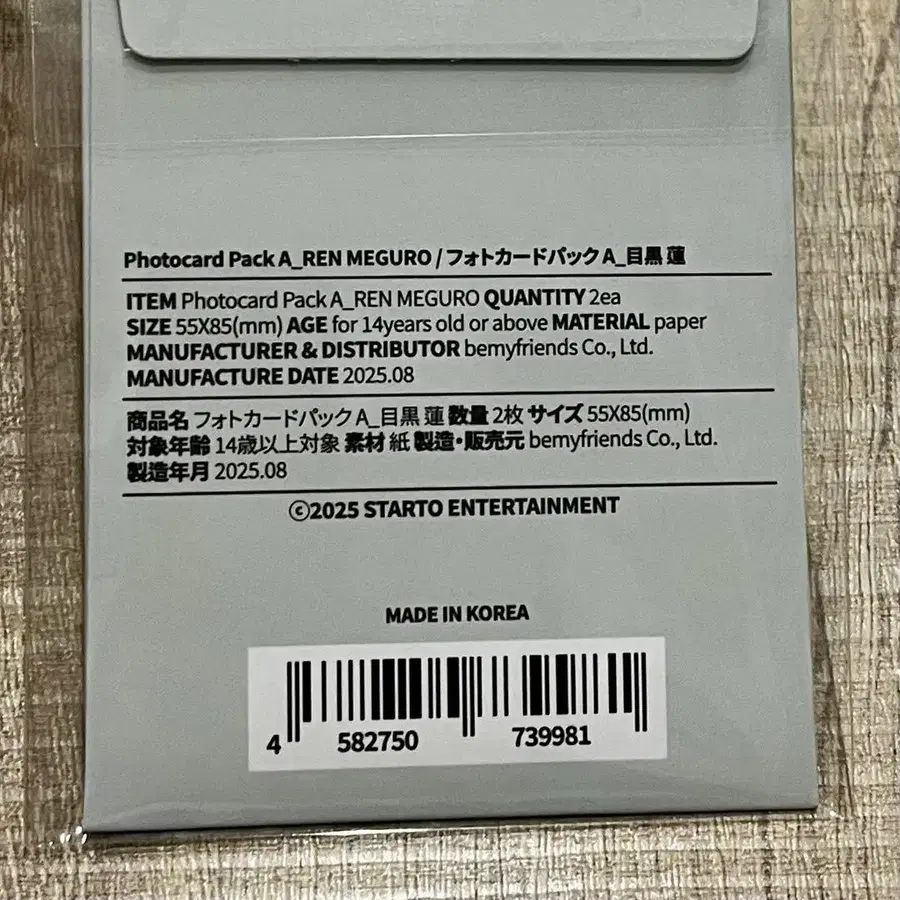 Photocard Pack A_REN MEGURO / フォトカードパック A_目黒 蓮
ITEM Photocard Pack A_REN MEGURO QUANTITY 2ea
SIZE 55X85(mm) AGE for 14years old or above MATERIAL paper
MANUFACTURER & DISTRIBUTOR bemyfriends Co., Ltd.
MANUFACTURE DATE 2025.08
商品名 フォトカードパック A_目黒 蓮 数量 2枚 サイズ 55X85(mm)
対象年齢 14歳以上対象 素材 紙 製造・販売元 bemyfriends Co., Ltd.
製造年月 2025.08
ⓒ2025 STARTO ENTERTAINMENT
MADE IN KOREA
4 582750 739981